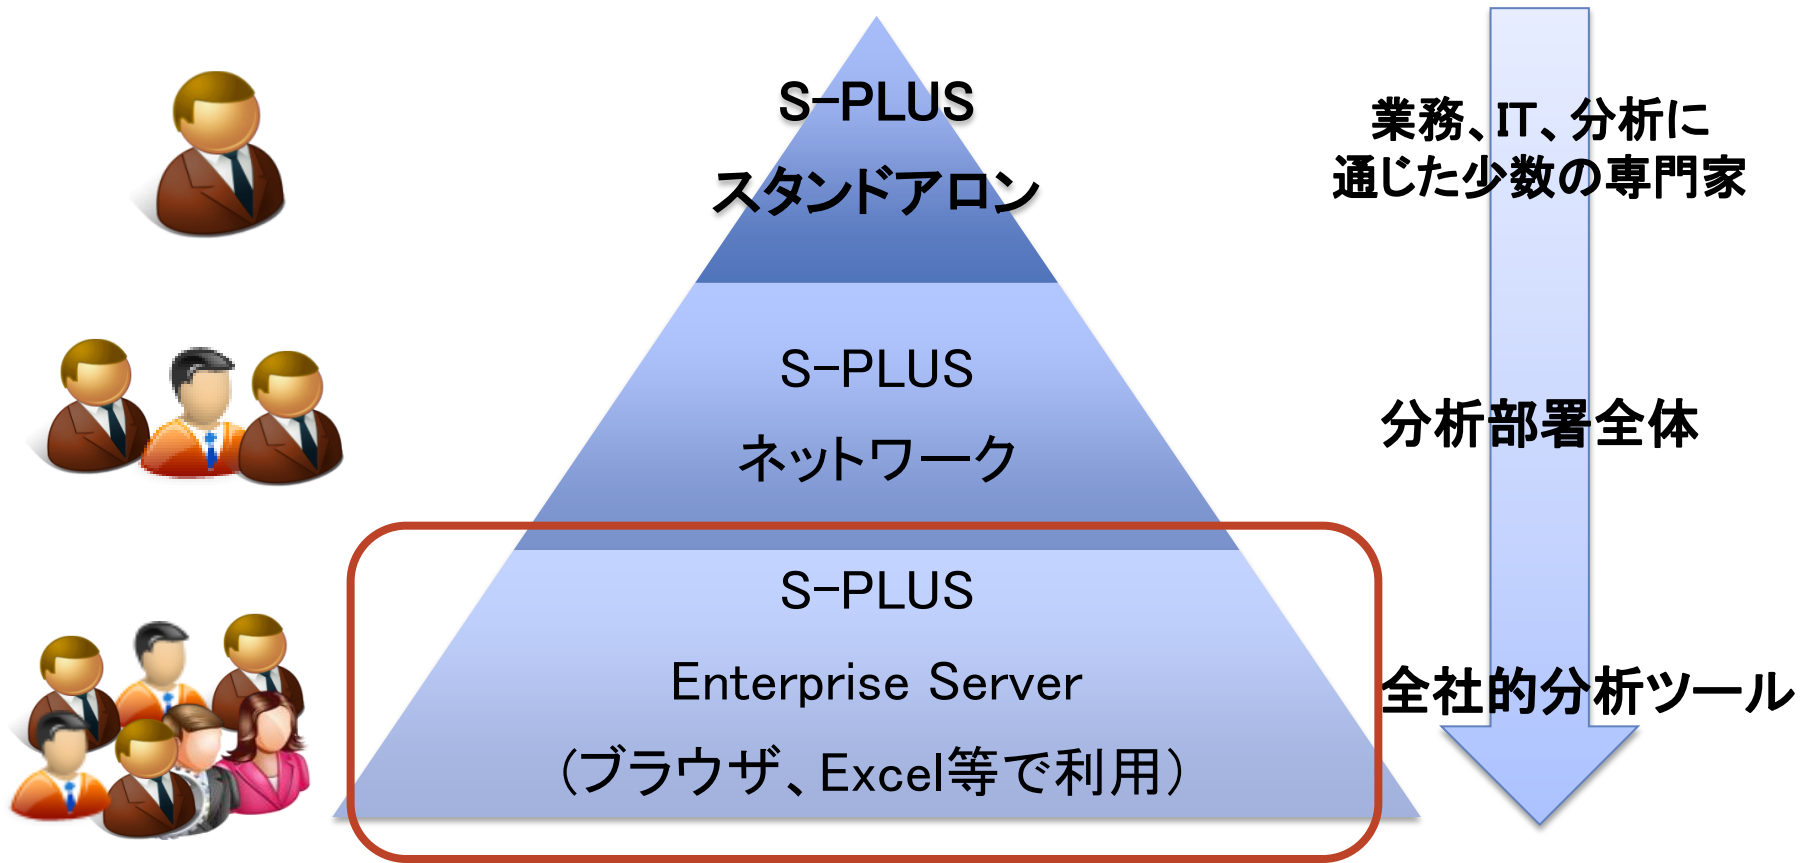 S-PLUS
スタンドアロン
業務、IT、分析に
通じた少数の専門家
S-PLUS
ネットワーク
分析部署全体
S-PLUS
Enterprise Server
（ブラウザ、Excel等で利用）
全社的分析ツール